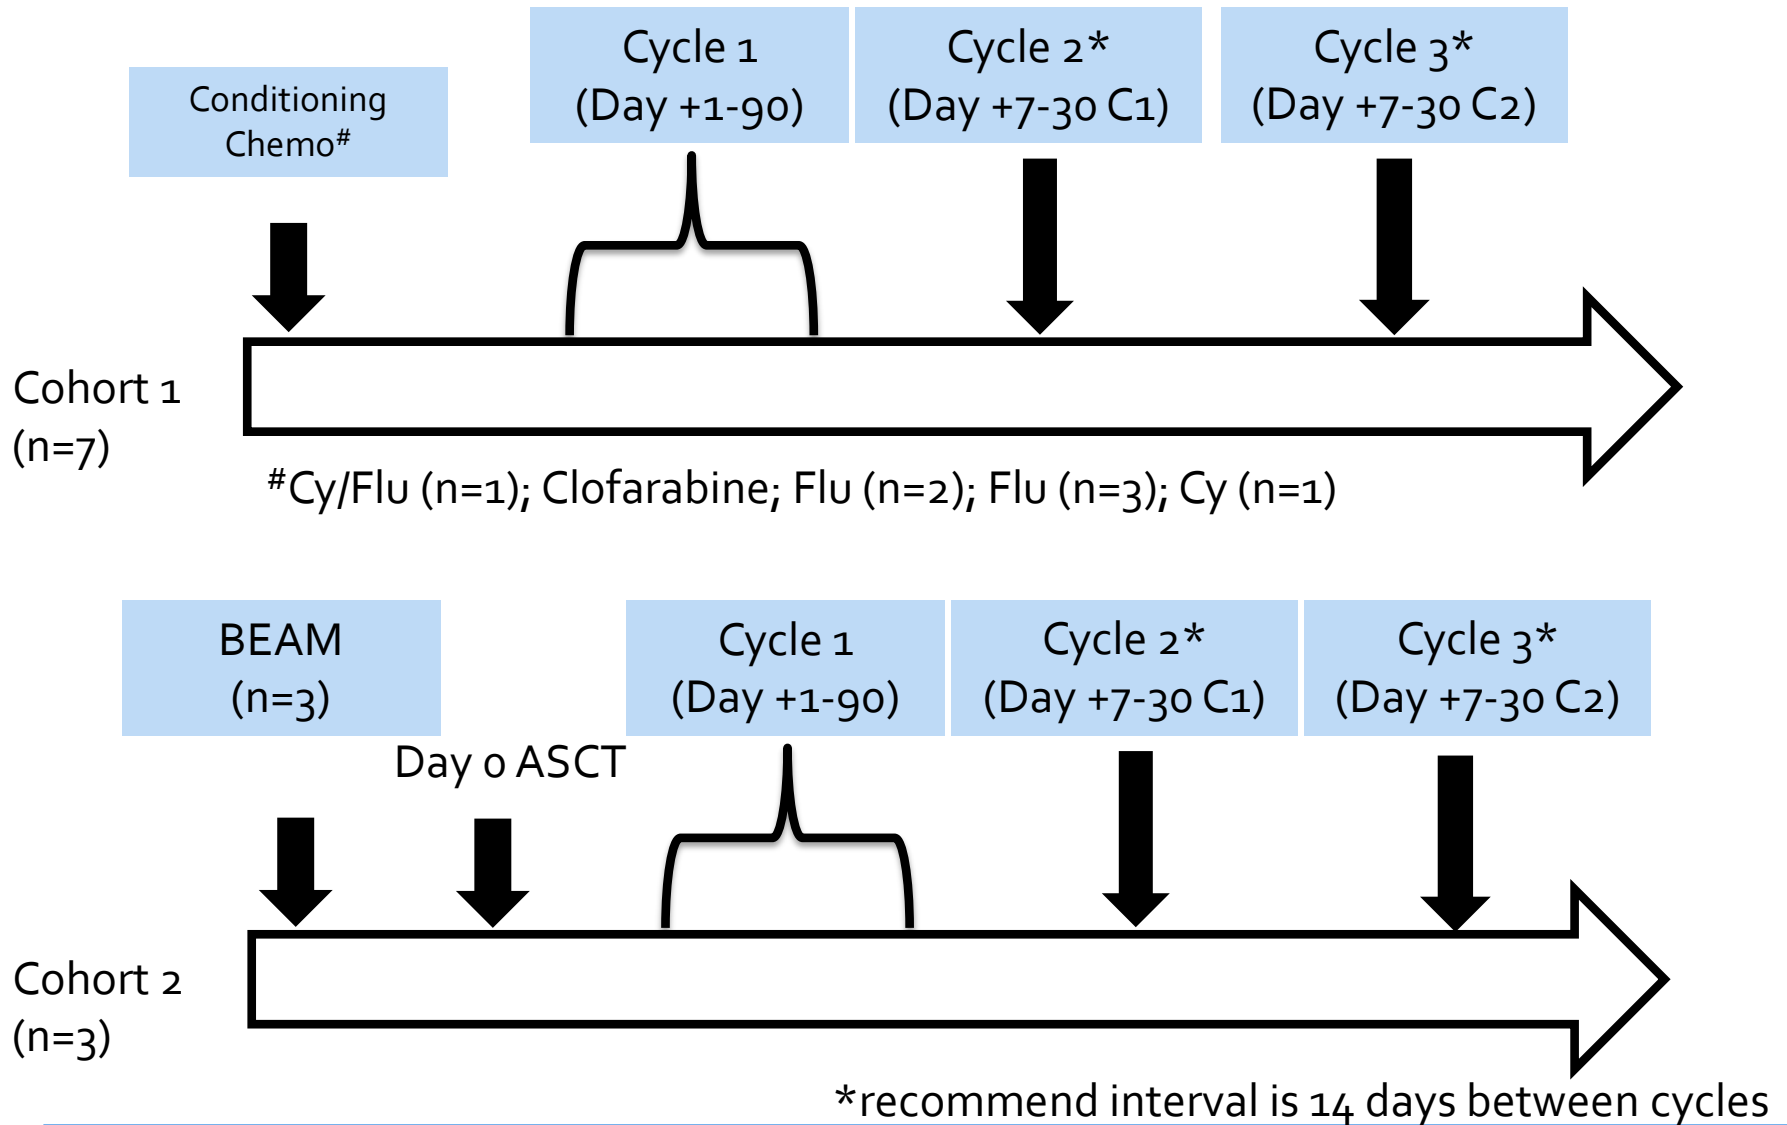 Conditioning
Chemo#
Cycle 1
(Day +1-90)
Cycle 2*
(Day +7-30 C1)
Cycle 3*
(Day +7-30 C2)
Cohort 1
(n=7)
#Cy/Flu (n=1); Clofarabine; Flu (n=2); Flu (n=3); Cy (n=1)
BEAM
(n=3)
Day 0 ASCT
Cycle 1
(Day +1-90)
Cycle 2*
(Day +7-30 C1)
Cycle 3*
(Day +7-30 C2)
Cohort 2
(n=3)
*recommend interval is 14 days between cycles